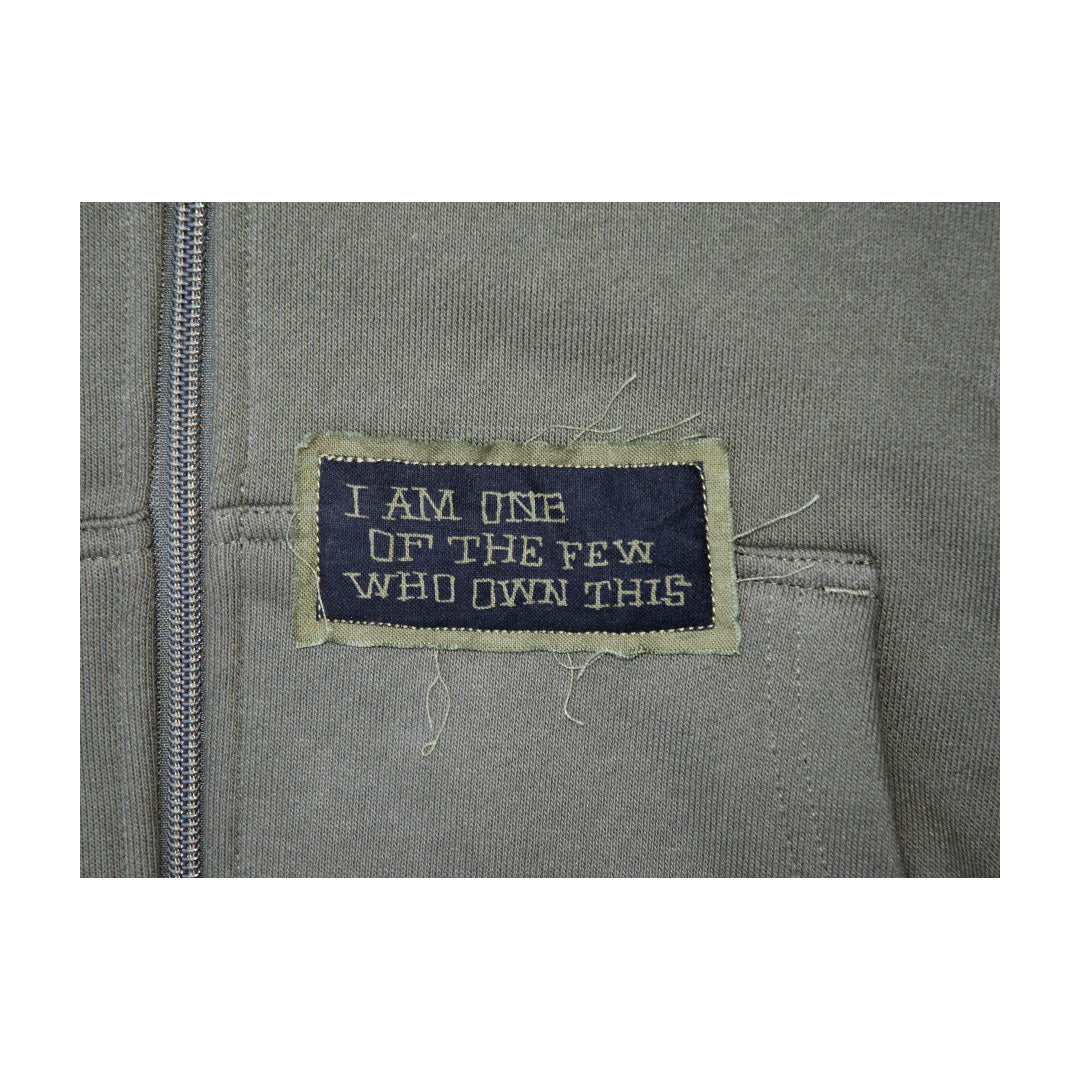 I AM ONE
OF THE FEW
WHO OWN THIS